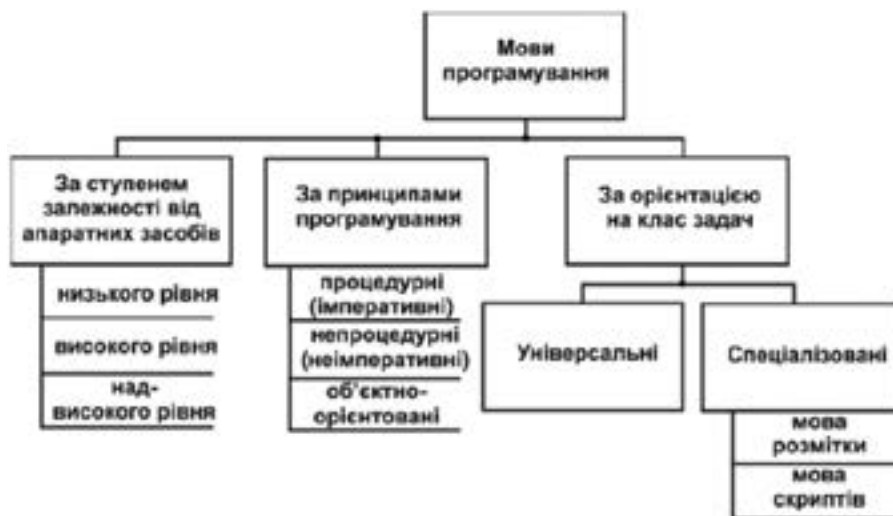 Мови
програмування
За ступенем
залежності від
апаратних засобів
низького рівня
високого рівня
над-
високого рівня
За принципами
програмування
процедурні
(імперативні)
непроцедурні
(неімперативні)
об'єктно-
орієнтовані
За орієнтацією
на клас задач
Універсальні
Спеціалізовані
мова
розмітки
мова
скриптів